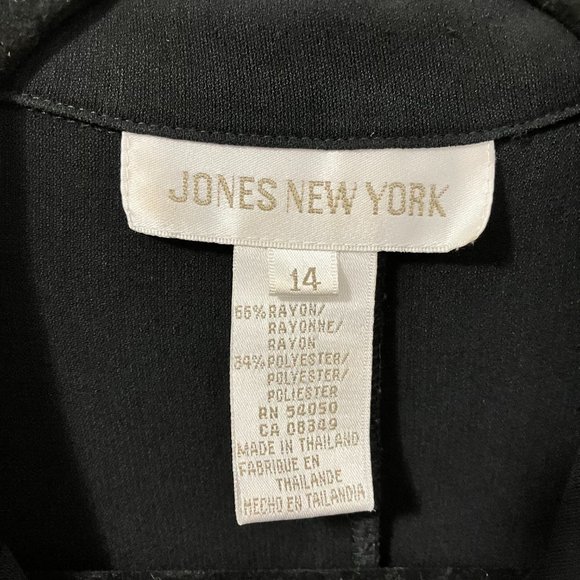 JONES NEW YORK
14
66% RAYON/
RAYONNE/
RAYON
34% POLYESTER/
POLYESTER/
POLIESTER
RN 54050
CA 08349
MADE IN THAILAND
FABRIQUE EN
THAILANDE
HECHO EN TAILANDIA